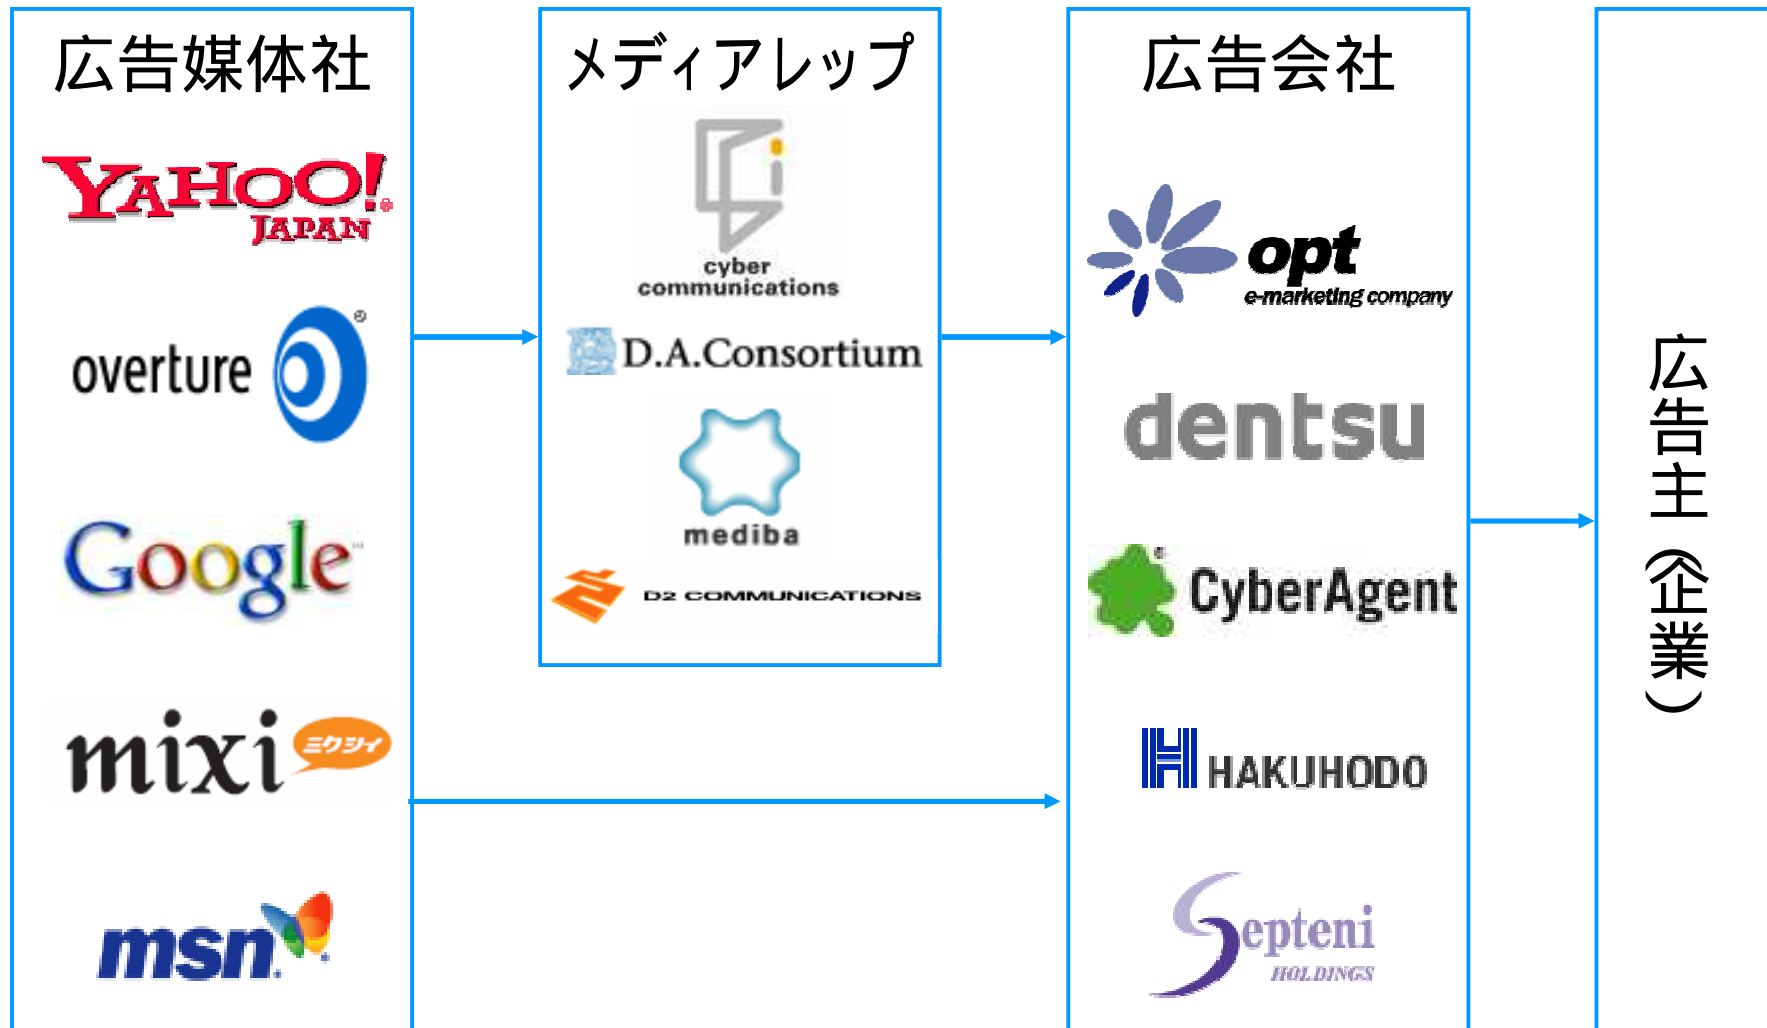 広告媒体社
YAHOO!
JAPAN
overture
Google
mixi ミクシィ
msn
メディアレップ
cyber
communications
D.A.Consortium
mediba
D2 COMMUNICATIONS
広告会社
opt
e-marketing company
dentsu
CyberAgent
HAKUHODO
Septeni
HOLDINGS
広告主(企業)